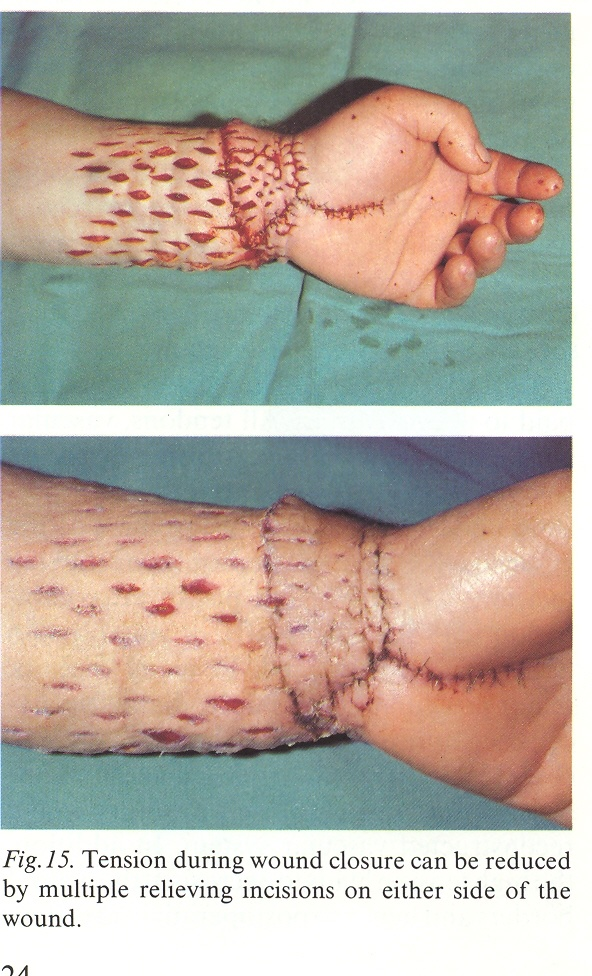 Fig. 15. Tension during wound closure can be reduced
by multiple relieving incisions on either side of the
wound.
24